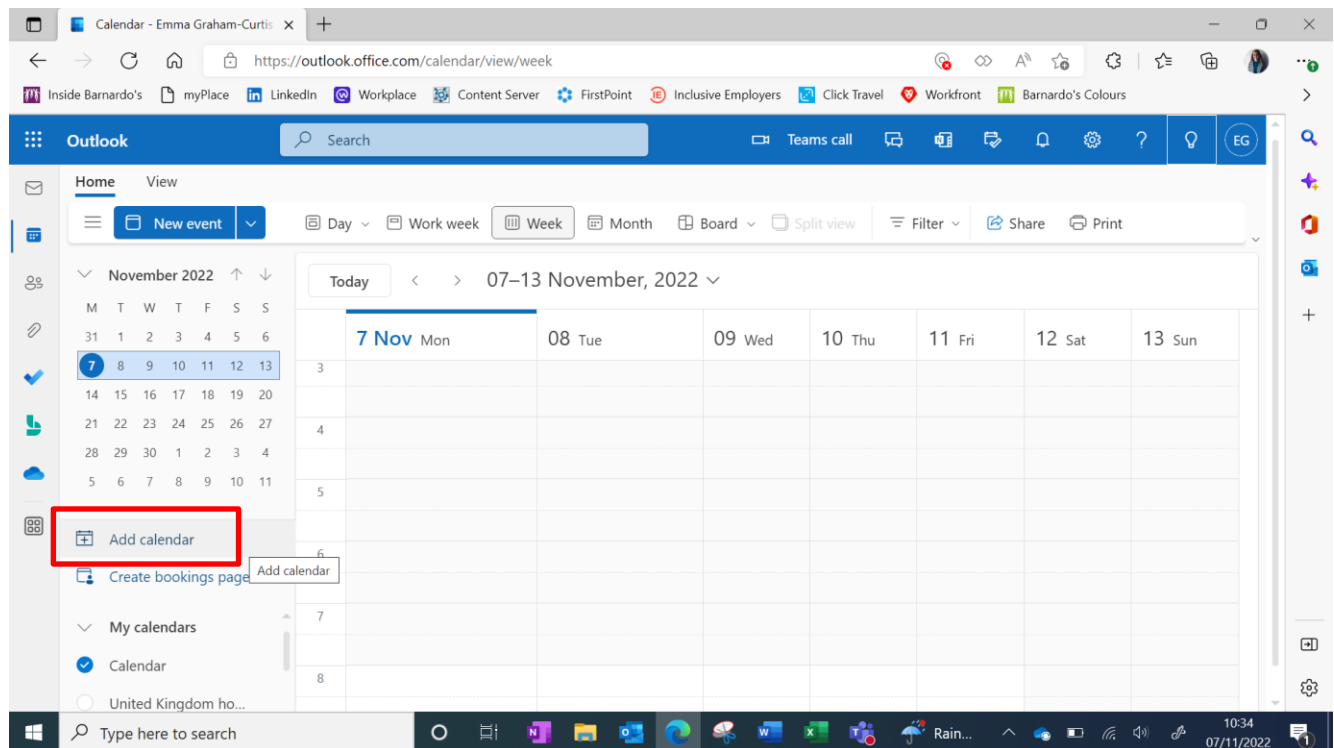 Calendar - Emma Graham-Curtis
https://outlook.office.com/calendar/view/week
Inside Barnardo's myPlace LinkedIn Workplace Content Server FirstPoint Inclusive Employers Click Travel Workfront Barnardo's Colours
Outlook Search Teams call EG
Home View
New event Day Work week Week Month Board Split view Filter Share Print
November 2022 Today 07–13 November, 2022
M T W T F S S
31 1 2 3 4 5 6 7 Nov Mon 08 Tue 09 Wed 10 Thu 11 Fri 12 Sat 13 Sun
7 8 9 10 11 12 13 3
14 15 16 17 18 19 20
21 22 23 24 25 26 27 4
28 29 30 1 2 3 4
5 6 7 8 9 10 11 5
Add calendar
6
Create bookings page Add calendar
My calendars 7
Calendar
8
United Kingdom ho...
Type here to search Rain... 10:34
07/11/2022 1